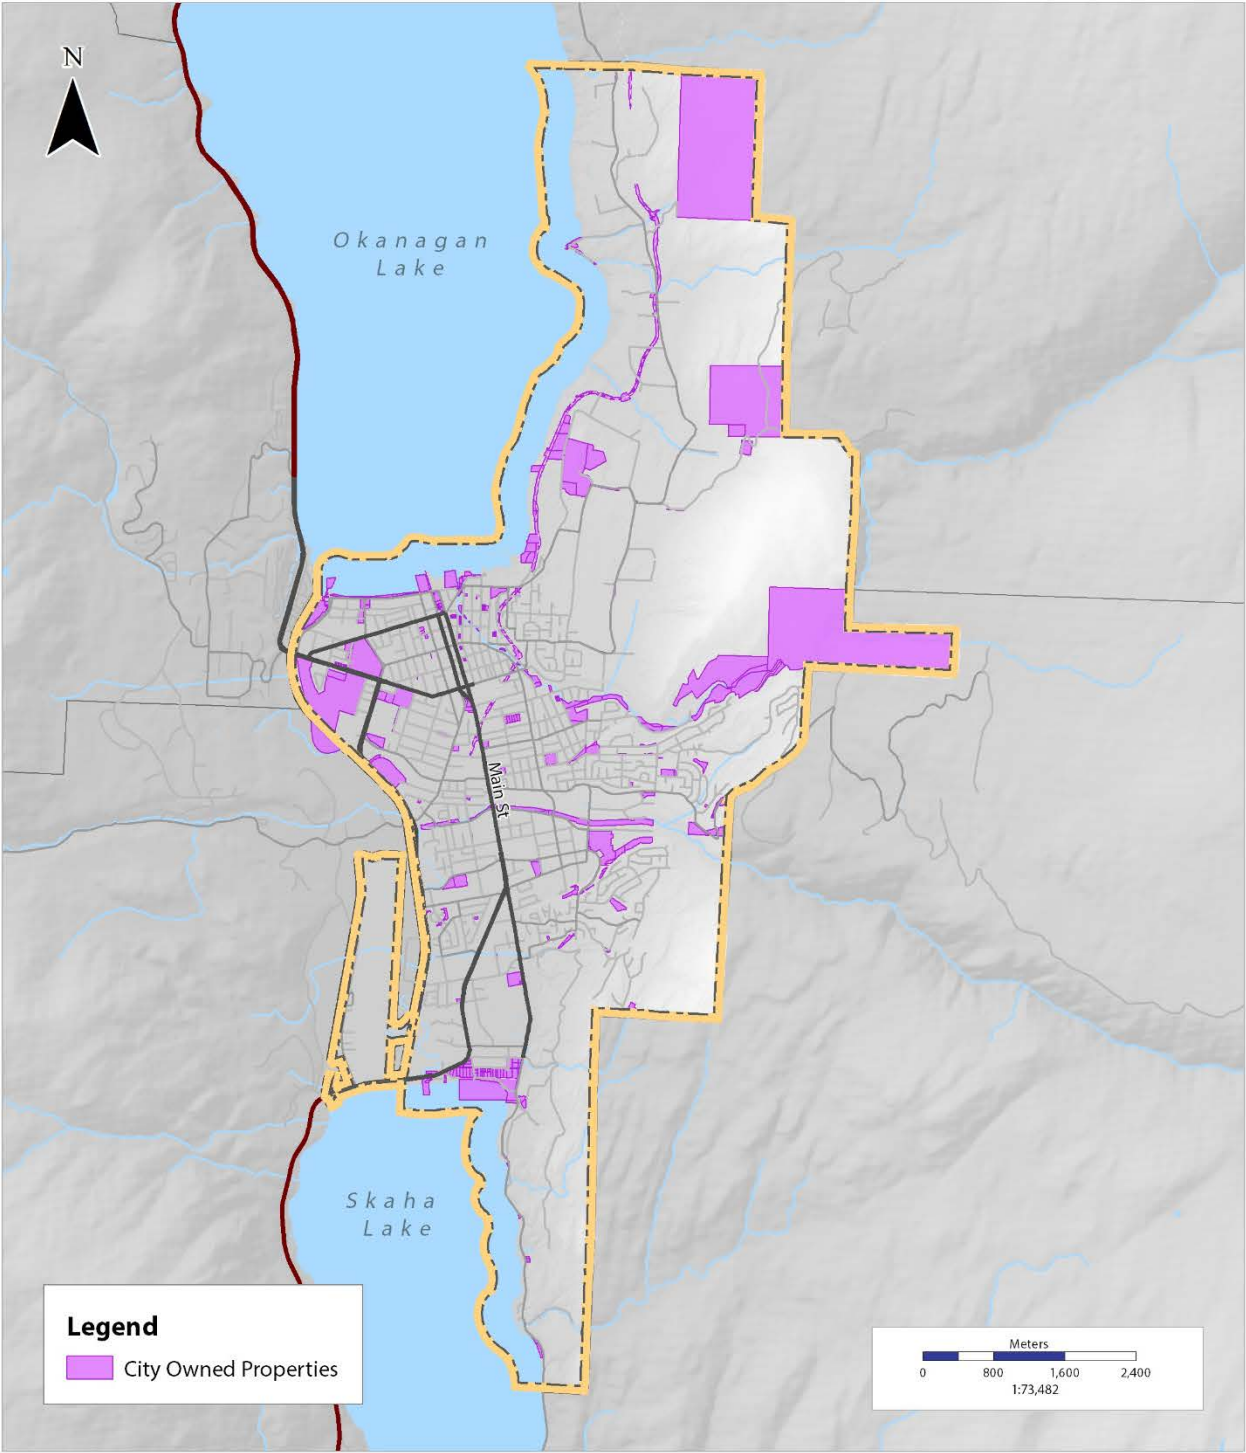 N
Okanagan
Lake
Main St
Skaha
Lake
Legend
City Owned Properties
Meters
0 800 1,600 2,400
1:73,482